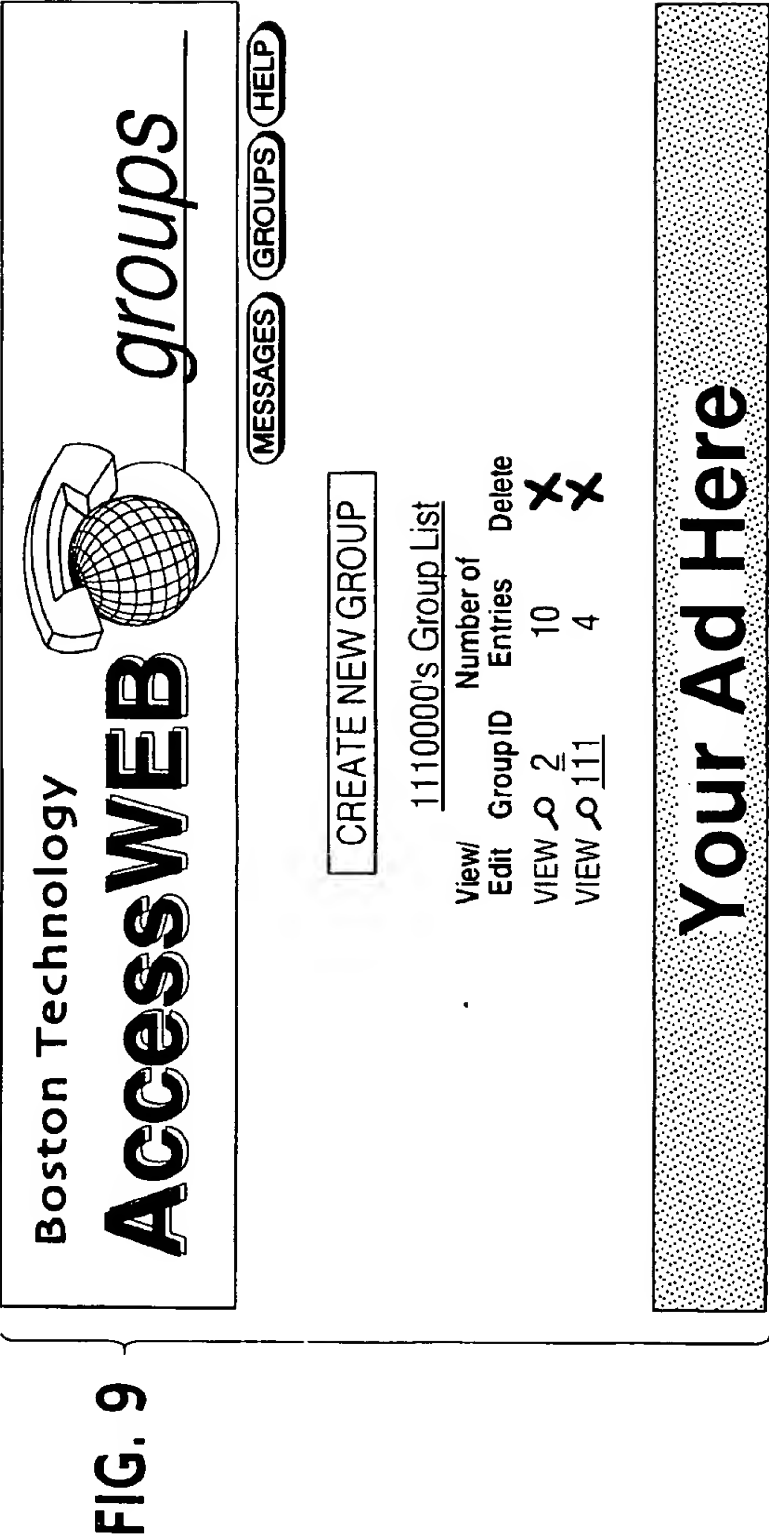 FIG. 9
Boston Technology
AccessWEB groups
MESSAGES GROUPS HELP
CREATE NEW GROUP
1110000's Group List
View/ Number of
Edit Group ID Entries Delete
VIEW 2 10 X
VIEW 111 4 X
Your Ad Here